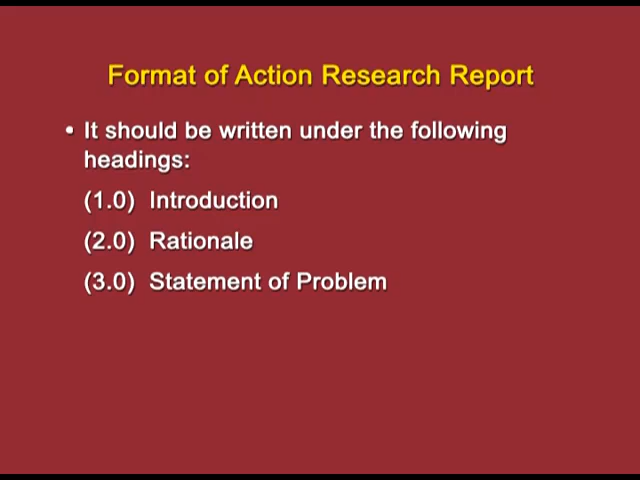 Format of Action Research Report
• It should be written under the following
headings:
(1.0) Introduction
(2.0) Rationale
(3.0) Statement of Problem